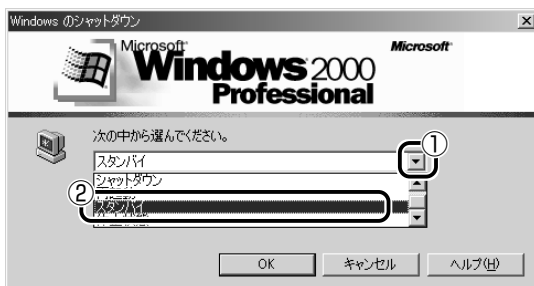 Windows のシャットダウン
Microsoft
Windows 2000
Professional
Microsoft
次の中から選んでください。
スタンバイ
①
シャットダウン
②
スタンバイ
OK
キャンセル
ヘルプ(H)